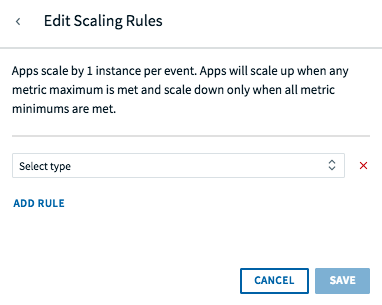 Edit Scaling Rules
Apps scale by 1 instance per event. Apps will scale up when any
metric maximum is met and scale down only when all metric
minimums are met.
Select type
ADD RULE
CANCEL
SAVE